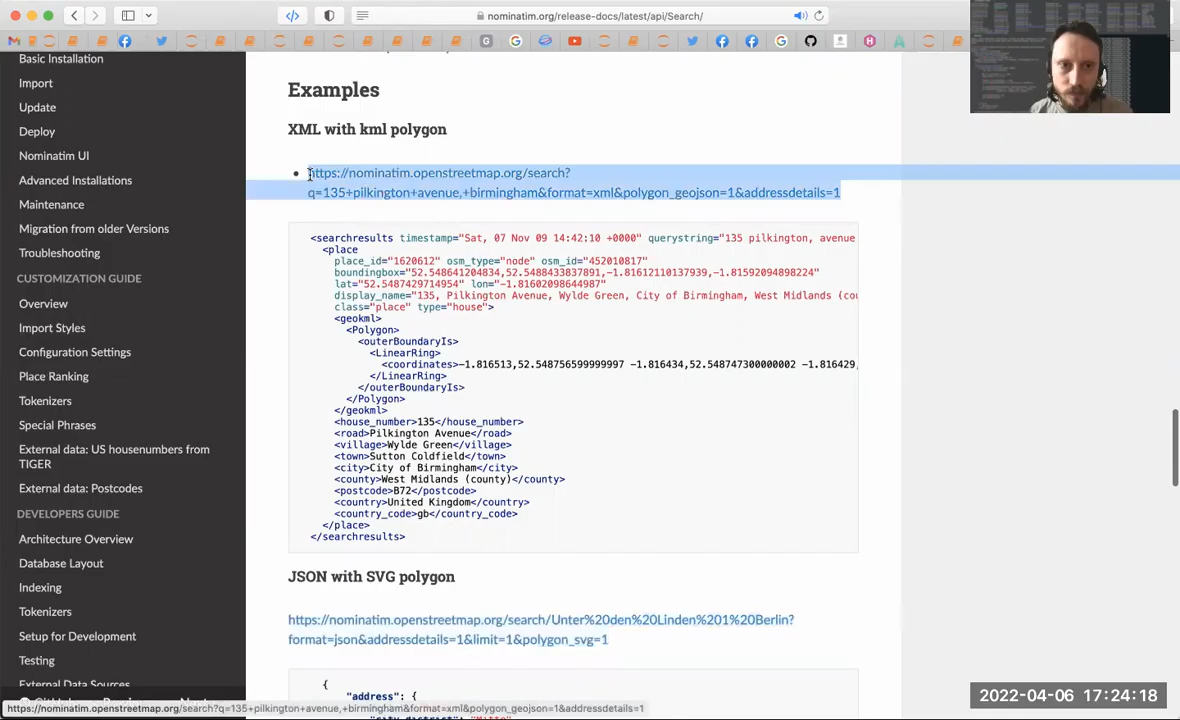 nominatim.org/release-docs/latest/api/Search/
Basic Installation
Import
Update
Deploy
Nominatim UI
Advanced Installations
Maintenance
Migration from older Versions
Troubleshooting
CUSTOMIZATION GUIDE
Overview
Import Styles
Configuration Settings
Place Ranking
Tokenizers
Special Phrases
External data: US housenumbers from
TIGER
External data: Postcodes
DEVELOPERS GUIDE
Architecture Overview
Database Layout
Indexing
Tokenizers
Setup for Development
Testing
External Data Sources
Examples
XML with kml polygon
https://nominatim.openstreetmap.org/search?
q=135+pilkington+avenue,+birmingham&format=xml&polygon_geojson=1&addressdetails=1
<searchresults timestamp="Sat, 07 Nov 09 14:42:10 +0000" querystring="135 pilkington, avenue
<place
place_id="1620612" osm_type="node" osm_id="452010817"
boundingbox="52.548641204834,52.5488433837891,-1.81612110137939,-1.81592094898224"
lat="52.5487429714954" lon="-1.81602098644987"
display_name="135, Pilkington Avenue, Wylde Green, City of Birmingham, West Midlands (cou
class="place" type="house">
<geokml>
<Polygon>
<outerBoundaryIs>
<LinearRing>
<coordinates>-1.816513,52.548756599999997 -1.816434,52.548747300000002 -1.816429,
</LinearRing>
</outerBoundaryIs>
</Polygon>
</geokml>
<house_number>135</house_number>
<road>Pilkington Avenue</road>
<village>Wylde Green</village>
<town>Sutton Coldfield</town>
<city>City of Birmingham</city>
<county>West Midlands (county)</county>
<postcode>B72</postcode>
<country>United Kingdom</country>
<country_code>gb</country_code>
</place>
</searchresults>
JSON with SVG polygon
https://nominatim.openstreetmap.org/search/Unter%20den%20Linden%201%20Berlin?
format=json&addressdetails=1&limit=1&polygon_svg=1
{
"address": {
https://nominatim.openstreetmap.org/search?q=135+pilkington+avenue,+birmingham&format=xml&polygon_geojson=1&addressdetails=1
2022-04-06 17:24:18